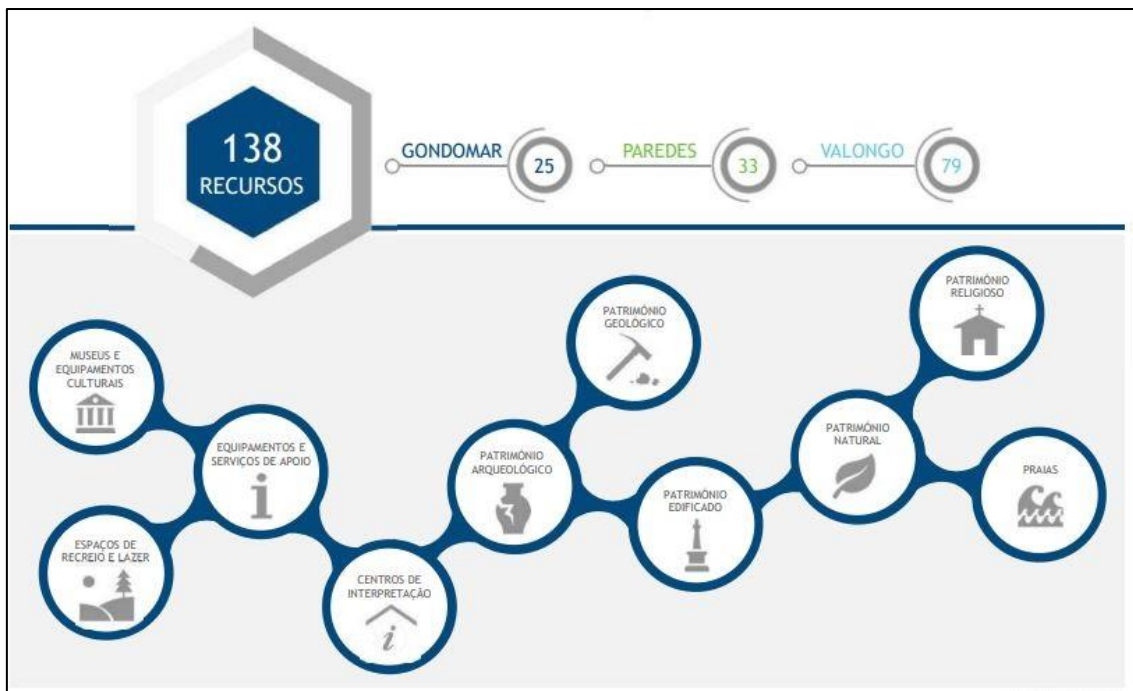 138
RECURSOS
GONDOMAR
25
PAREDES
33
VALONGO
79
MUSEUS E
EQUIPAMENTOS
CULTURAIS
EQUIPAMENTOS E
SERVIÇOS DE APOIO
i
ESPAÇOS DE
RECREIO E LAZER
CENTROS DE
INTERPRETAÇÃO
i
PATRIMÓNIO
ARQUEOLÓGICO
PATRIMÓNIO
GEOLÓGICO
PATRIMÓNIO
EDIFICADO
PATRIMÓNIO
NATURAL
PATRIMÓNIO
RELIGIOSO
PRAIAS